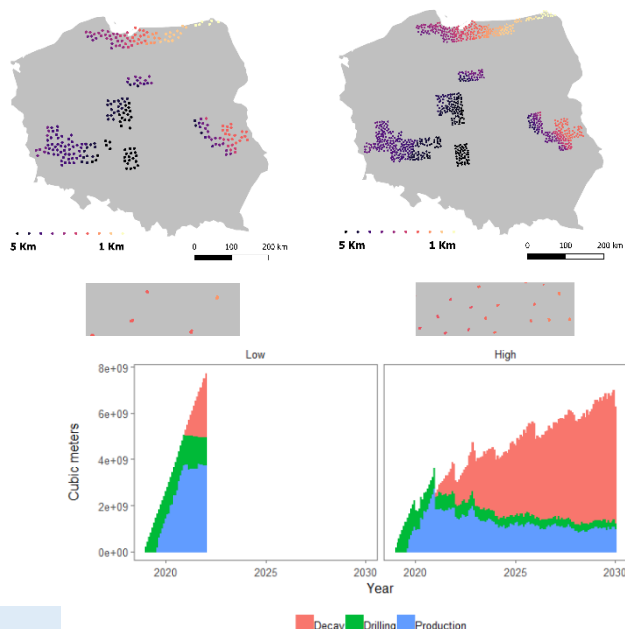 5 Km 1 Km
0 100 200 km
5 Km 1 Km
0 100 200 km
Low High
8e+09
6e+09
4e+09
2e+09
0e+00
Cubic meters
2020 2025 2030 2020 2025 2030
Year
Decay Drilling Production